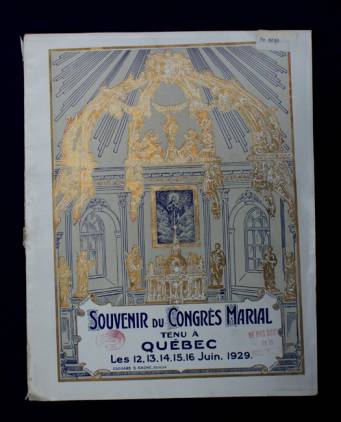 SOUVENIR DU CONGRÈS MARIAL
TENU À
QUÉBEC
Les 12,13,14,15,16 Juin. 1929.